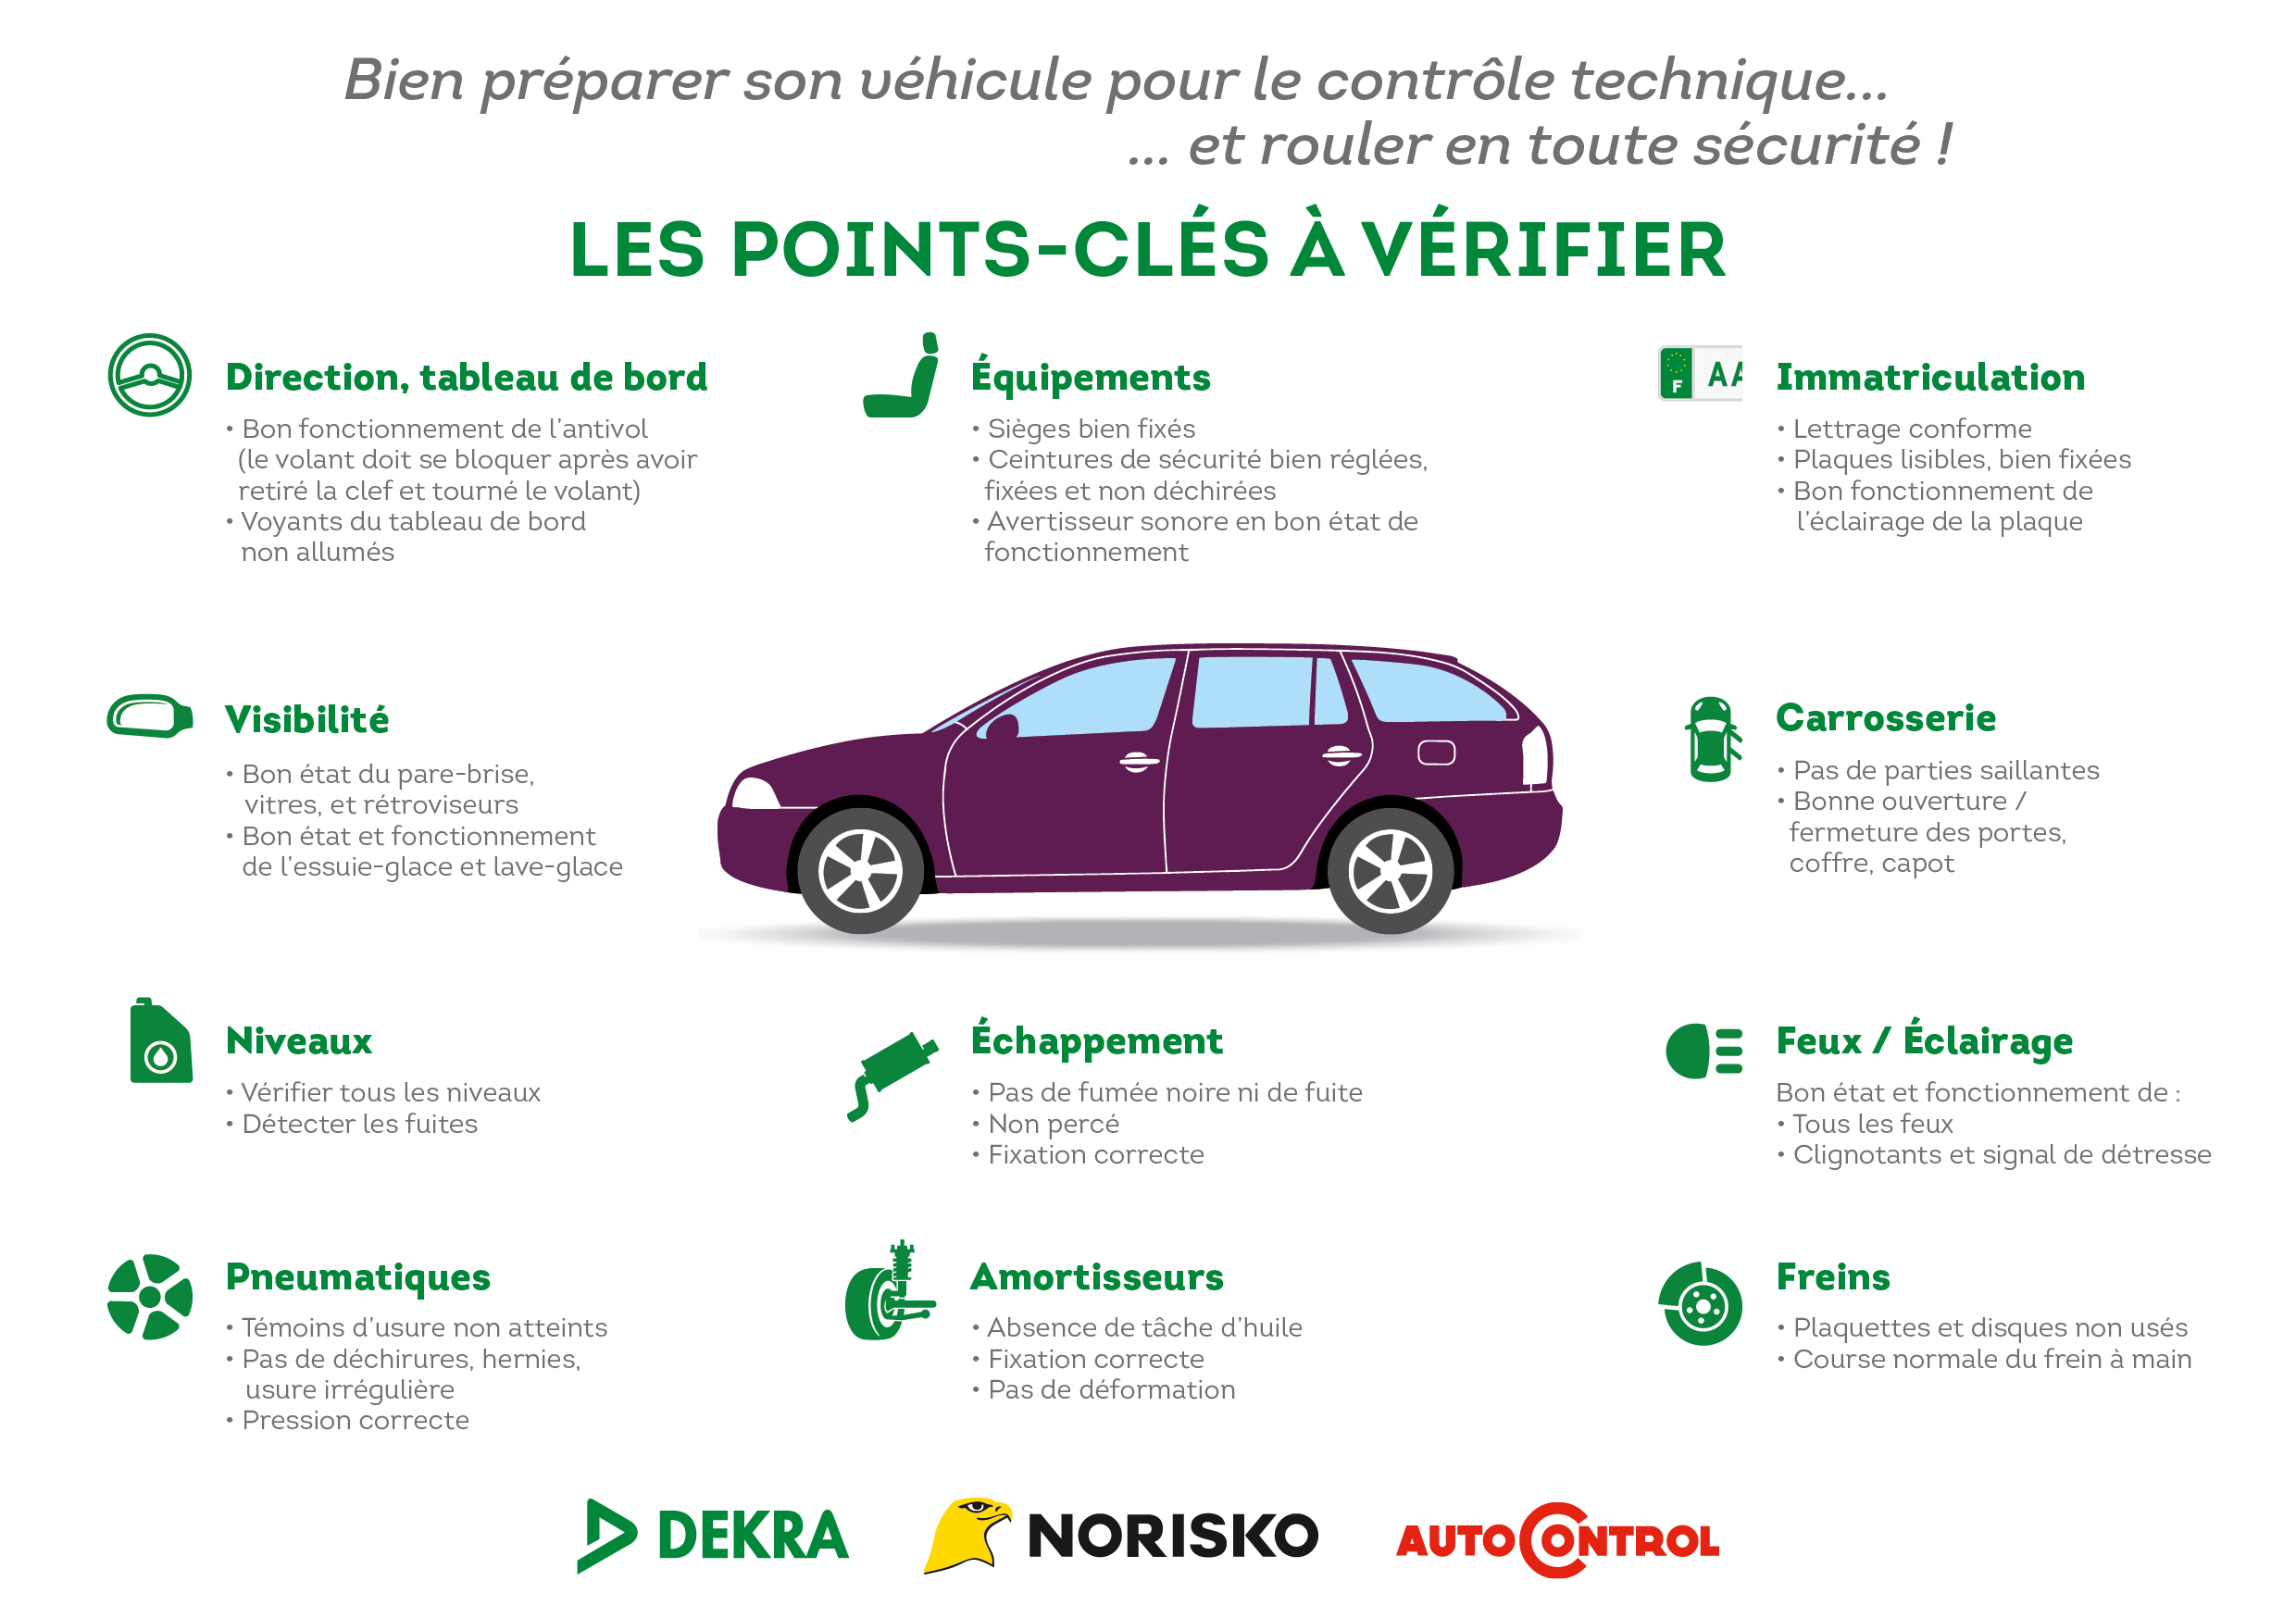 Bien préparer son véhicule pour le contrôle technique...
... et rouler en toute sécurité !
LES POINTS-CLÉS À VÉRIFIER
Direction, tableau de bord
• Bon fonctionnement de l'antivol
(le volant doit se bloquer après avoir
retiré la clef et tourné le volant)
• Voyants du tableau de bord
non allumés
Équipements
• Sièges bien fixés
• Ceintures de sécurité bien réglées,
fixées et non déchirées
• Avertisseur sonore en bon état de
fonctionnement
F AA
Immatriculation
• Lettrage conforme
• Plaques lisibles, bien fixées
• Bon fonctionnement de
l'éclairage de la plaque
Visibilité
• Bon état du pare-brise,
vitres, et rétroviseurs
• Bon état et fonctionnement
de l'essuie-glace et lave-glace
Carrosserie
• Pas de parties saillantes
• Bonne ouverture /
fermeture des portes,
coffre, capot
Niveaux
• Vérifier tous les niveaux
• Détecter les fuites
Échappement
• Pas de fumée noire ni de fuite
• Non percé
• Fixation correcte
Feux / Éclairage
Bon état et fonctionnement de :
• Tous les feux
• Clignotants et signal de détresse
Pneumatiques
• Témoins d'usure non atteints
• Pas de déchirures, hernies,
usure irrégulière
• Pression correcte
Amortisseurs
• Absence de tâche d'huile
• Fixation correcte
• Pas de déformation
Freins
• Plaquettes et disques non usés
• Course normale du frein à main
DEKRA
NORISKO
AUTOCONTROL